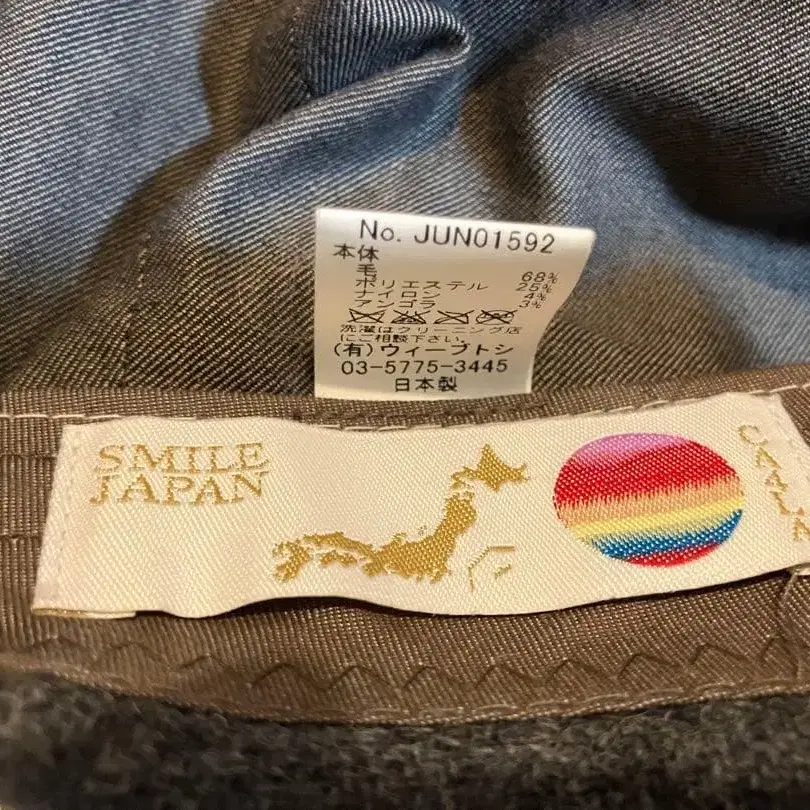 No. JUN01592
本体
毛 68%
ポリエステル 25%
ナイロン 4%
アンゴラ 3%
洗濯はクリーニング店
にご相談下さい。
(有)ウィーブトシ
03-5775-3445
日本製
SMILE
JAPAN